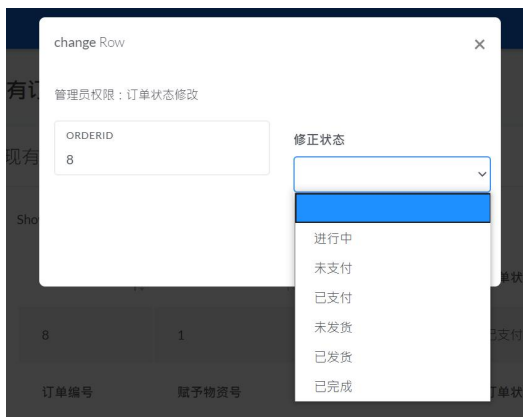 change Row
×
有订
管理员权限：订单状态修改
ORDERID
8
修正状态
现有
Sho
进行中
未支付
已支付
未发货
已发货
已完成
单状
8
1
已支付
订单编号
赋予物资号
订单状